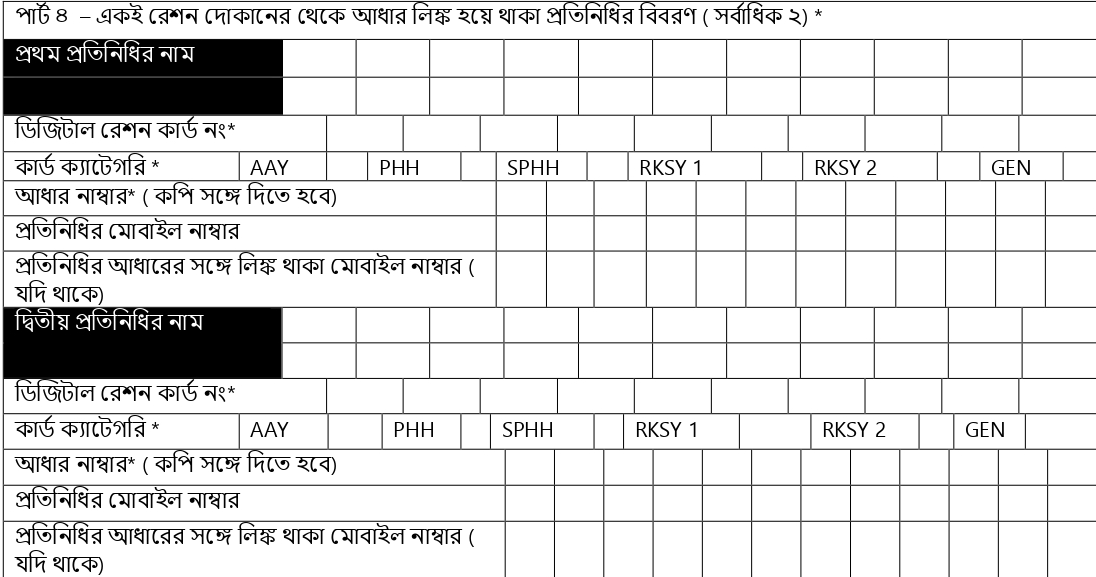 পার্ট ৪ – একই রেশন দোকানের থেকে আধার লিঙ্ক হয়ে থাকা প্রতিনিধির বিবরণ ( সর্বাধিক ২) *
প্রথম প্রতিনিধির নাম
ডিজিটাল রেশন কার্ড নং*
কার্ড ক্যাটেগরি * AAY PHH SPHH RKSY 1 RKSY 2 GEN
আধার নাম্বার* ( কপি সঙ্গে দিতে হবে)
প্রতিনিধির মোবাইল নাম্বার
প্রতিনিধির আধারের সঙ্গে লিঙ্ক থাকা মোবাইল নাম্বার (
যদি থাকে)
দ্বিতীয় প্রতিনিধির নাম
ডিজিটাল রেশন কার্ড নং*
কার্ড ক্যাটেগরি * AAY PHH SPHH RKSY 1 RKSY 2 GEN
আধার নাম্বার* ( কপি সঙ্গে দিতে হবে)
প্রতিনিধির মোবাইল নাম্বার
প্রতিনিধির আধারের সঙ্গে লিঙ্ক থাকা মোবাইল নাম্বার (
যদি থাকে)